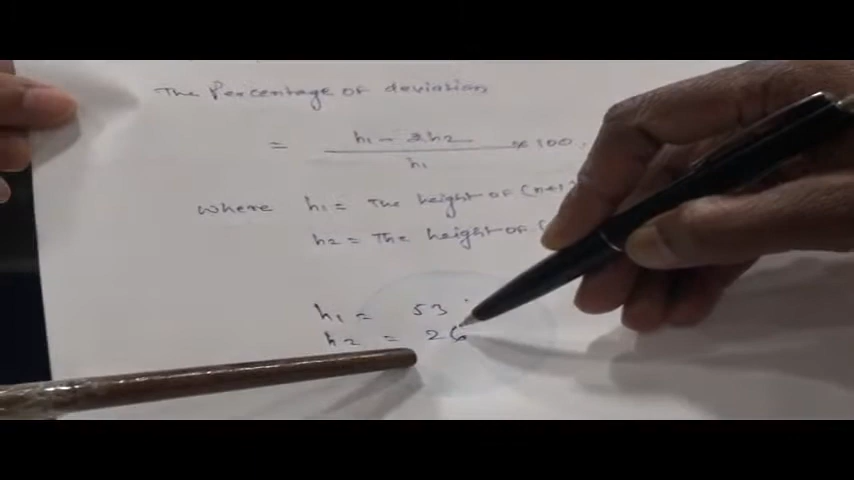 The Percentage of deviation
= h1 - 2h2 / h1 × 100
where h1 = The height of (n+1)
h2 = The height of (
h1 = 53
h2 = 26